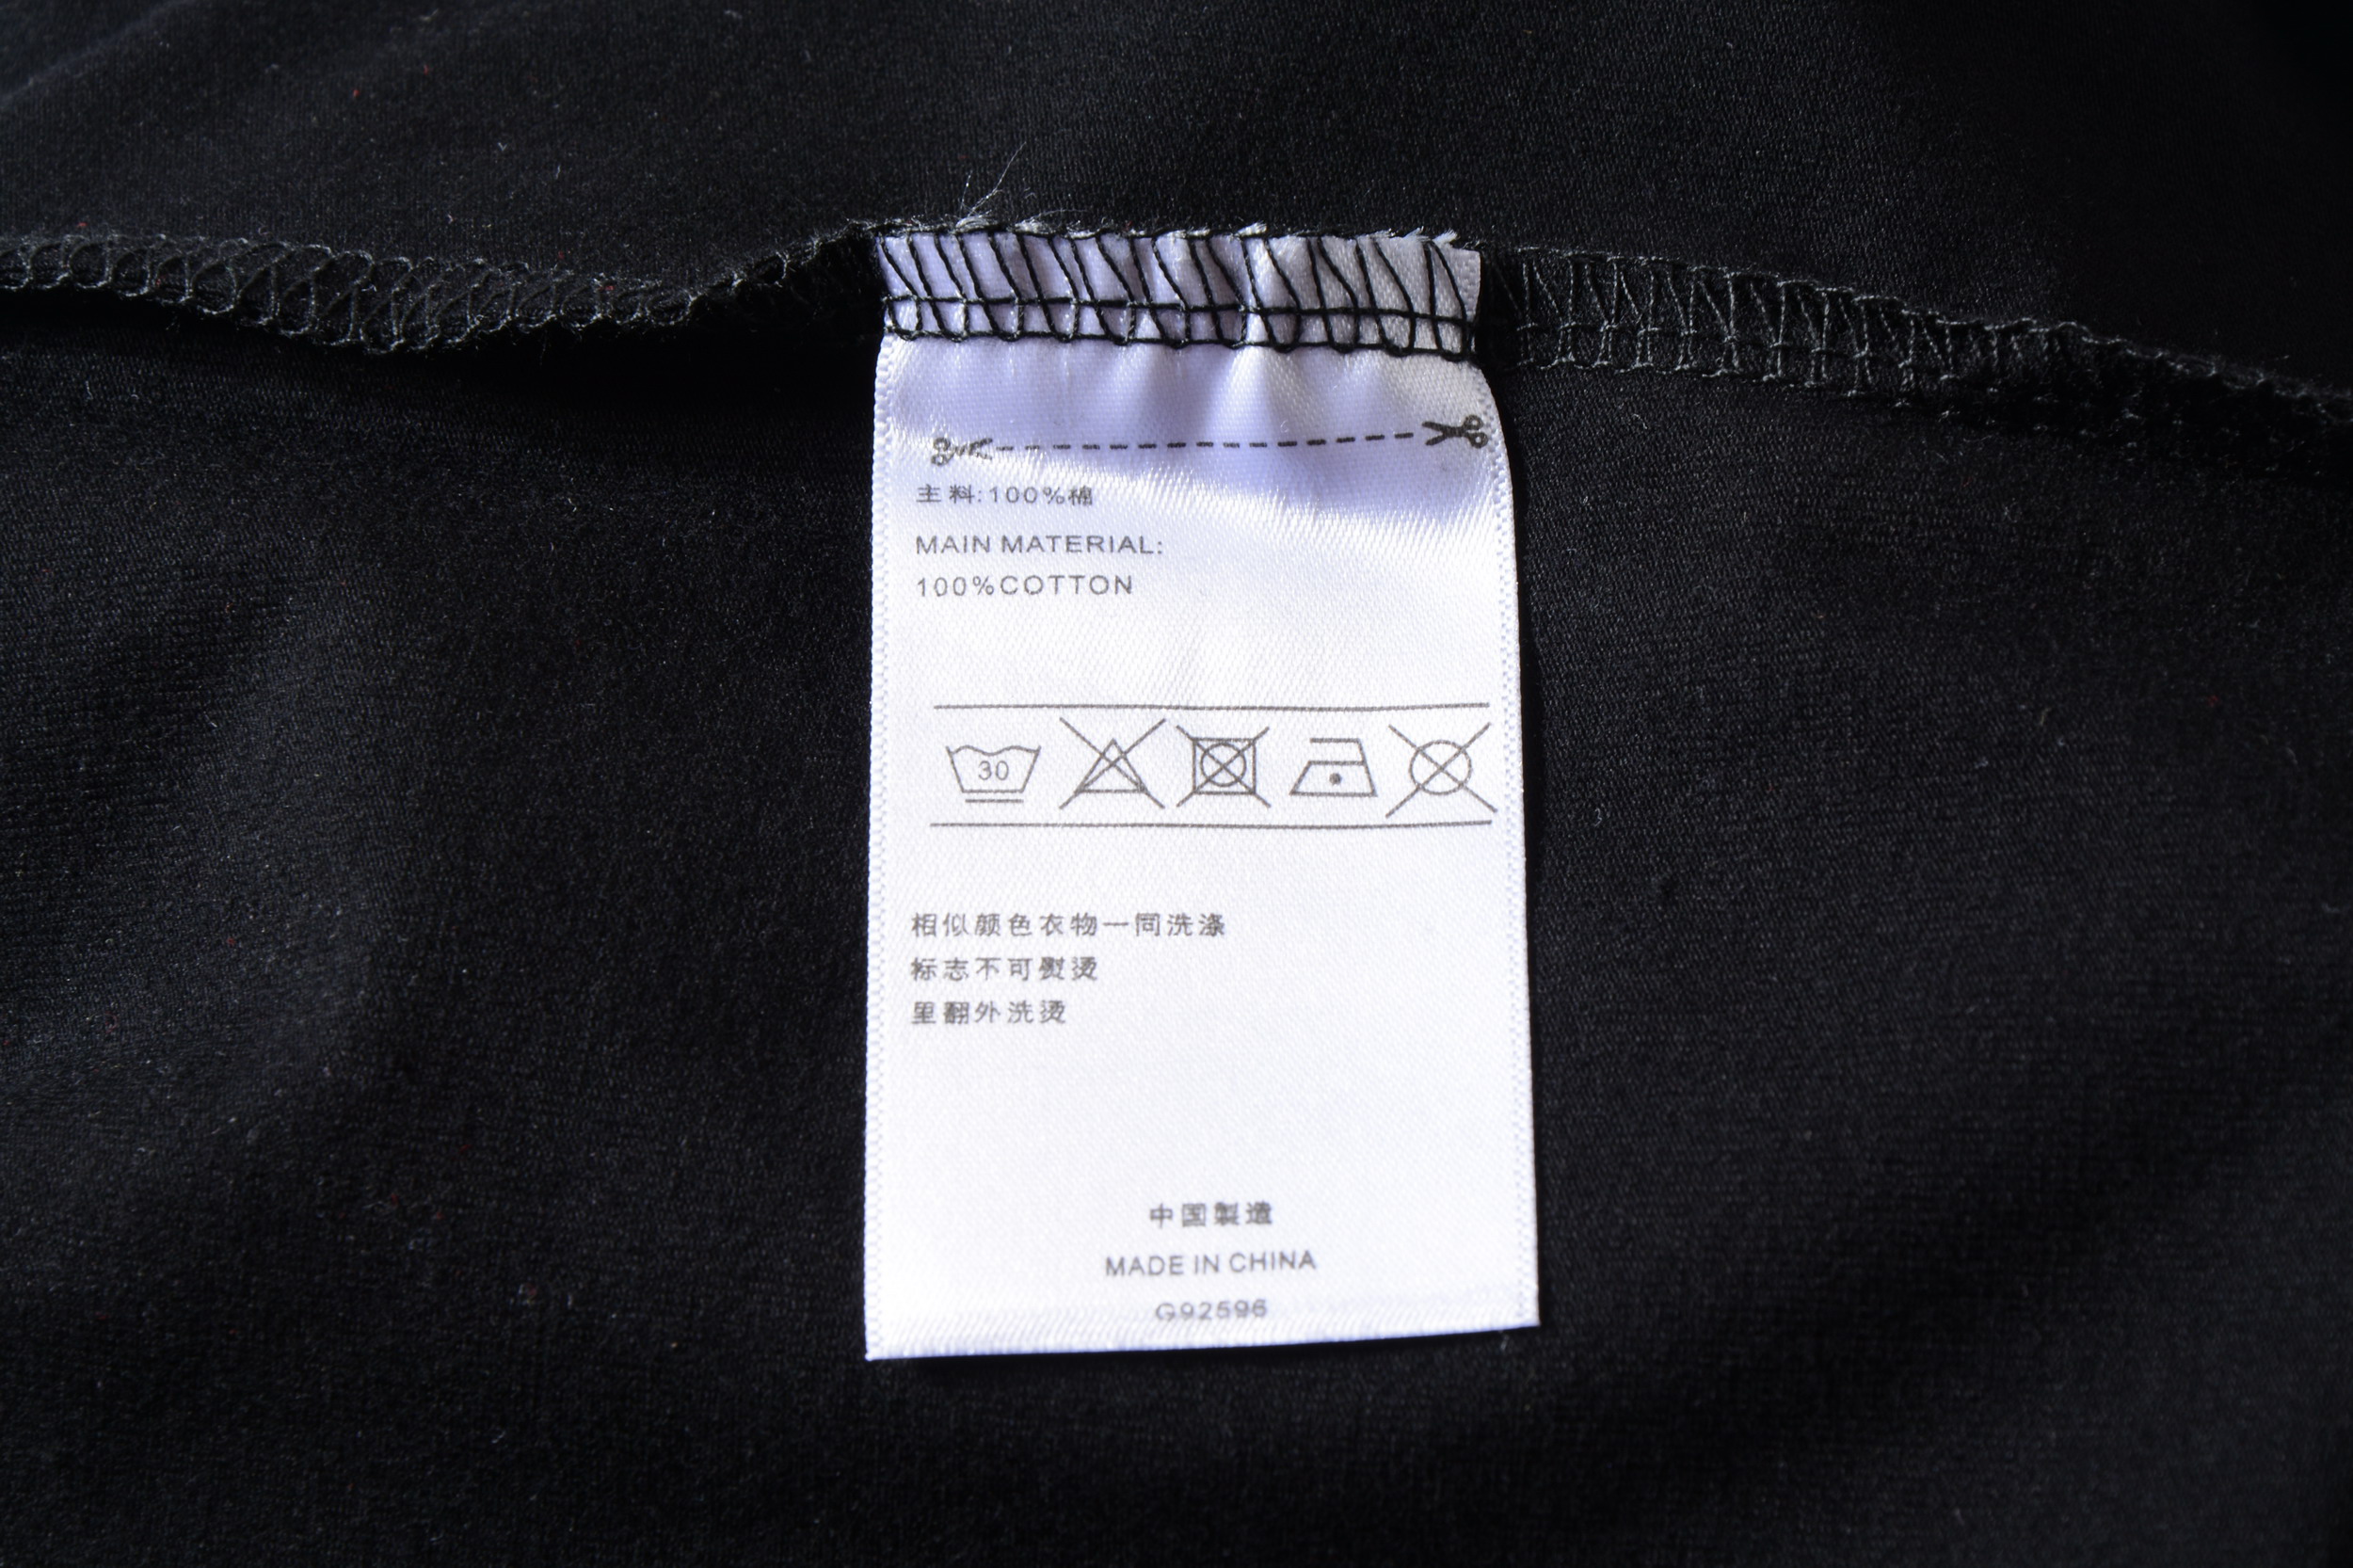 主料:100%棉
MAIN MATERIAL:
100%COTTON
30
相似颜色衣物一同洗涤
标志不可熨烫
里翻外洗烫
中国製造
MADE IN CHINA
G92596